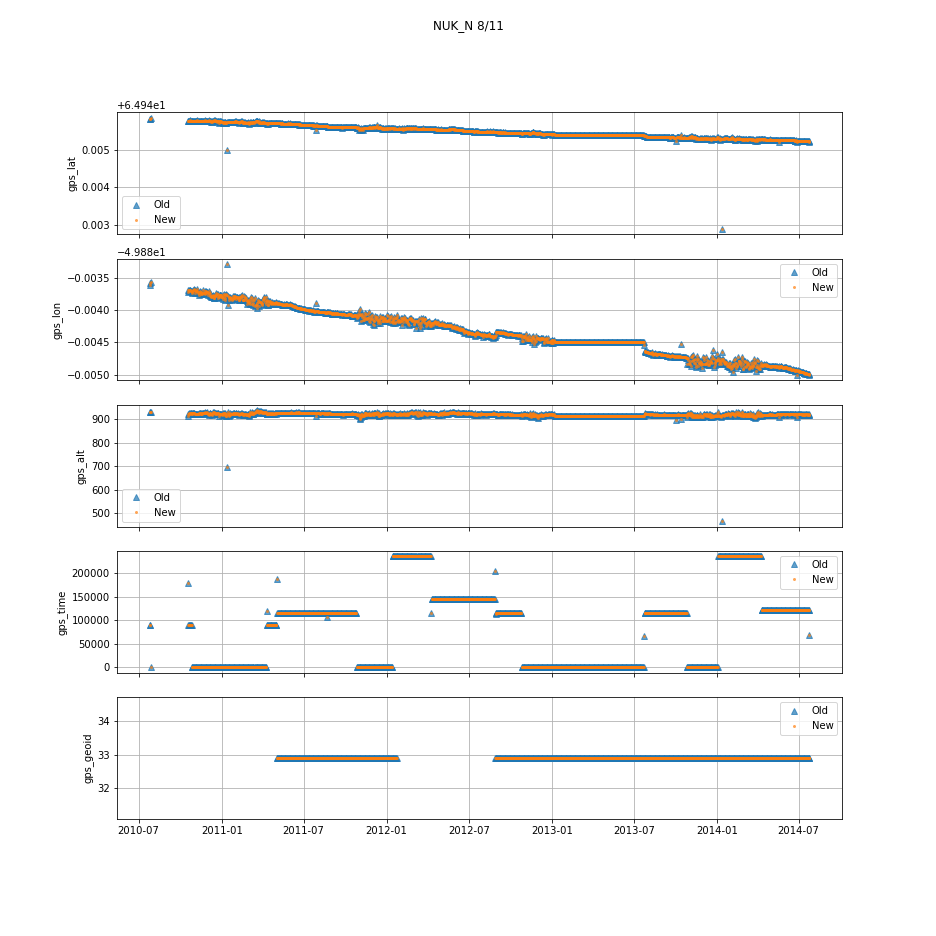 NUK_N 8/11
+6.494e1
0.005
0.004
0.003
gps_lat
Old
New
−4.988e1
−0.0035
−0.0040
−0.0045
−0.0050
gps_lon
Old
New
900
800
700
600
500
gps_alt
Old
New
200000
150000
100000
50000
0
gps_time
Old
New
34
33
32
gps_geoid
Old
New
2010-07 2011-01 2011-07 2012-01 2012-07 2013-01 2013-07 2014-01 2014-07